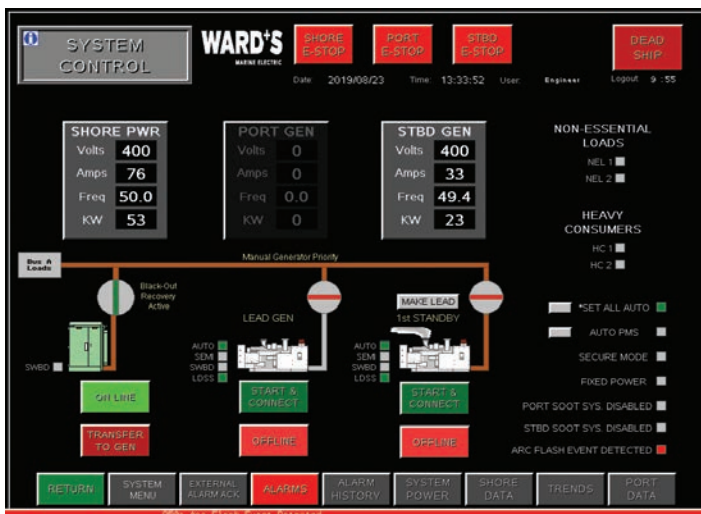 SYSTEM
CONTROL
WARD'S
MARINE ELECTRIC
SHORE
E-STOP
PORT
E-STOP
STBD
E-STOP
DEAD
SHIP
Date: 2019/08/23 Time: 13:33:52 User: Engineer Logout 9 :55
SHORE PWR
Volts 400
Amps 76
Freq 50.0
KW 53
PORT GEN
Volts 0
Amps 0
Freq 0.0
KW 0
STBD GEN
Volts 400
Amps 33
Freq 49.4
KW 23
NON-ESSENTIAL
LOADS
NEL 1
NEL 2
HEAVY
CONSUMERS
HC 1
HC 2
Bus A
Loads
Manual Generator Priority
Black-Out
Recovery
Active
LEAD GEN
MAKE LEAD
1st STANDBY
SWBD
AUTO
SEMI
SWBD
LDSS
AUTO
SEMI
SWBD
LDSS
ON LINE
TRANSFER
TO GEN
START &
CONNECT
OFFLINE
START &
CONNECT
OFFLINE
*SET ALL AUTO
AUTO PMS
SECURE MODE
FIXED POWER
PORT SOOT SYS. DISABLED
STBD SOOT SYS. DISABLED
ARC FLASH EVENT DETECTED
RETURN
SYSTEM
MENU
EXTERNAL
ALARM ACK
ALARMS
ALARM
HISTORY
SYSTEM
POWER
SHORE
DATA
TRENDS
PORT
DATA